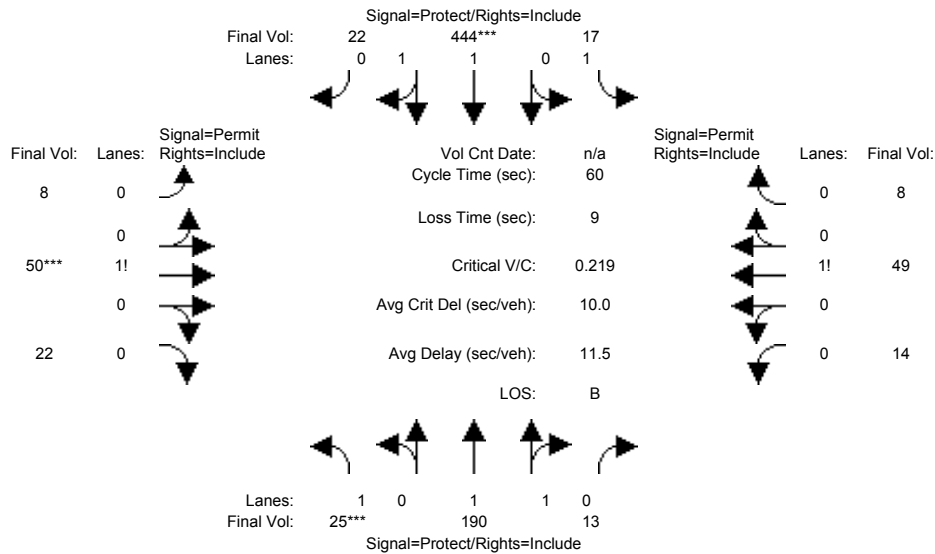 Signal=Protect/Rights=Include
Final Vol: 22 444*** 17
Lanes: 0 1 1 0 1
Signal=Permit
Final Vol: Lanes: Rights=Include
Vol Cnt Date: n/a
Signal=Permit
Rights=Include Lanes: Final Vol:
Cycle Time (sec): 60
8 0
0 8
Loss Time (sec): 9
0
0
50*** 1!
Critical V/C: 0.219
1! 49
0
Avg Crit Del (sec/veh): 10.0
0
22 0
Avg Delay (sec/veh): 11.5
0 14
LOS: B
Lanes: 1 0 1 1 0
Final Vol: 25*** 190 13
Signal=Protect/Rights=Include